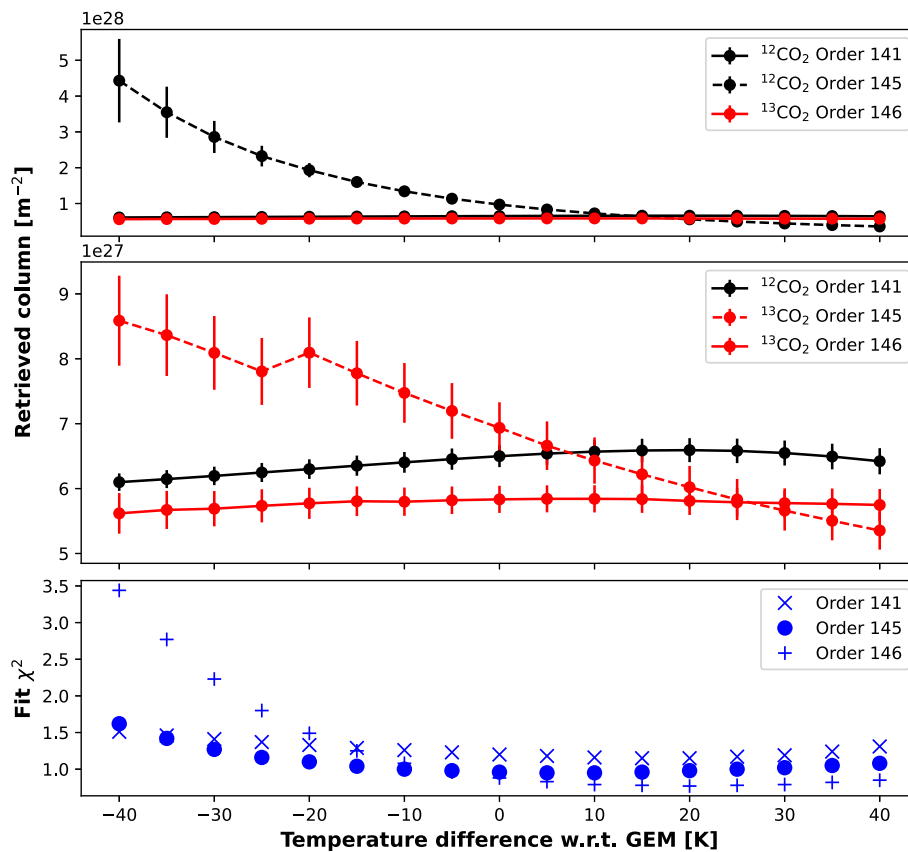 1e28
5
4
3
2
1
¹²CO₂ Order 141
¹²CO₂ Order 145
¹³CO₂ Order 146
1e27
9
8
7
6
5
¹²CO₂ Order 141
¹³CO₂ Order 145
¹³CO₂ Order 146
Retrieved column [m⁻²]
3.5
3.0
2.5
2.0
1.5
1.0
Order 141
Order 145
Order 146
Fit χ²
−40 −30 −20 −10 0 10 20 30 40
Temperature difference w.r.t. GEM [K]